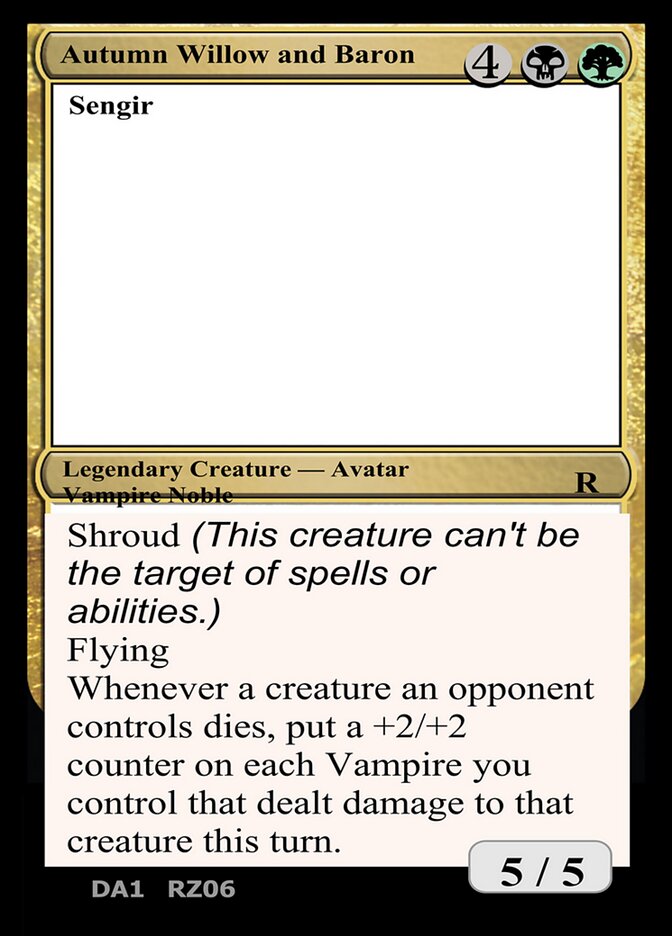 Autumn Willow and Baron 4
Sengir
Legendary Creature — Avatar
Vampire Noble
R
Shroud (This creature can't be
the target of spells or
abilities.)
Flying
Whenever a creature an opponent
controls dies, put a +2/+2
counter on each Vampire you
control that dealt damage to that
creature this turn.
5 / 5
DA1 RZ06